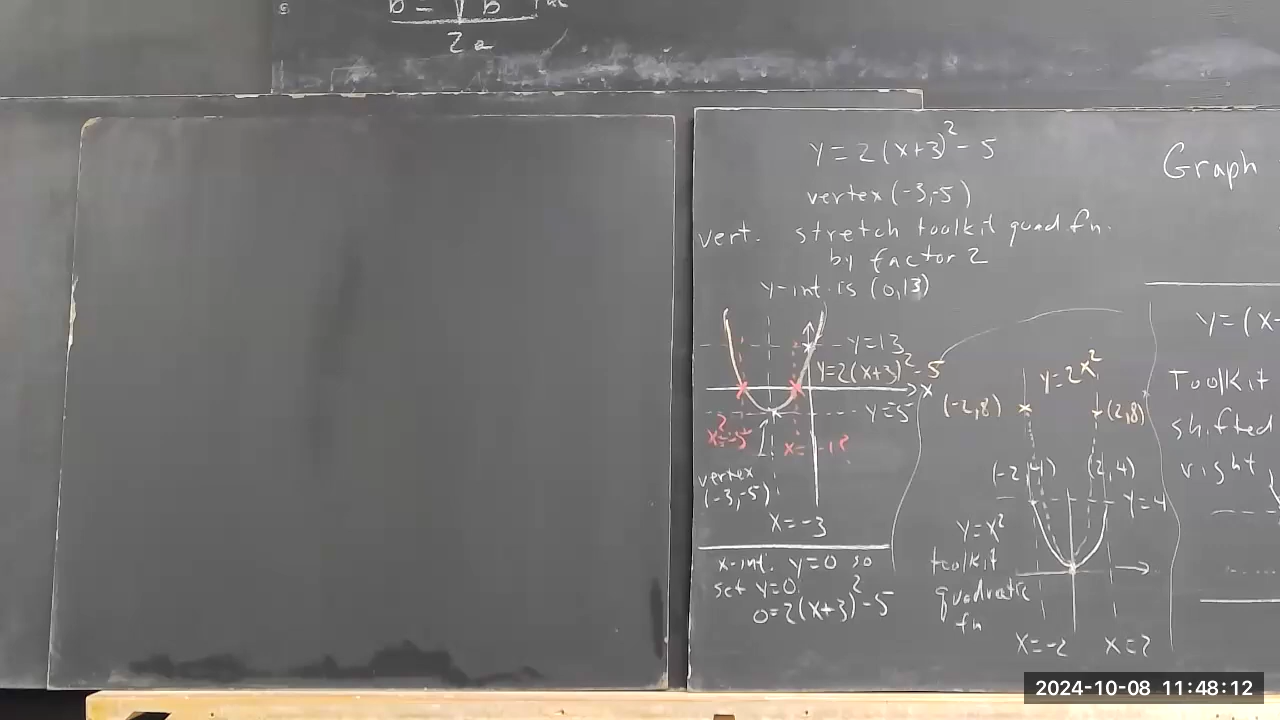 2a
y=2(x+3)²-5
vertex (-3,-5)
vert. stretch toolkit quad. fn.
by factor 2
y-int. is (0,13)
y=13
y=2(x+3)²-5
x
y=5
x=-5?
x=-1?
vertex
(-3,-5)
x=-3
x-int. y=0 so
set y=0
0=2(x+3)²-5
y=2x²
(-2,8)
(2,8)
(-2,4)
(2,4)
y=4
y=x²
toolkit
quadratic
fn
x=-2
x=2
Graph
y=(x-
Toolkit
shifted
right,
2024-10-08 11:48:12